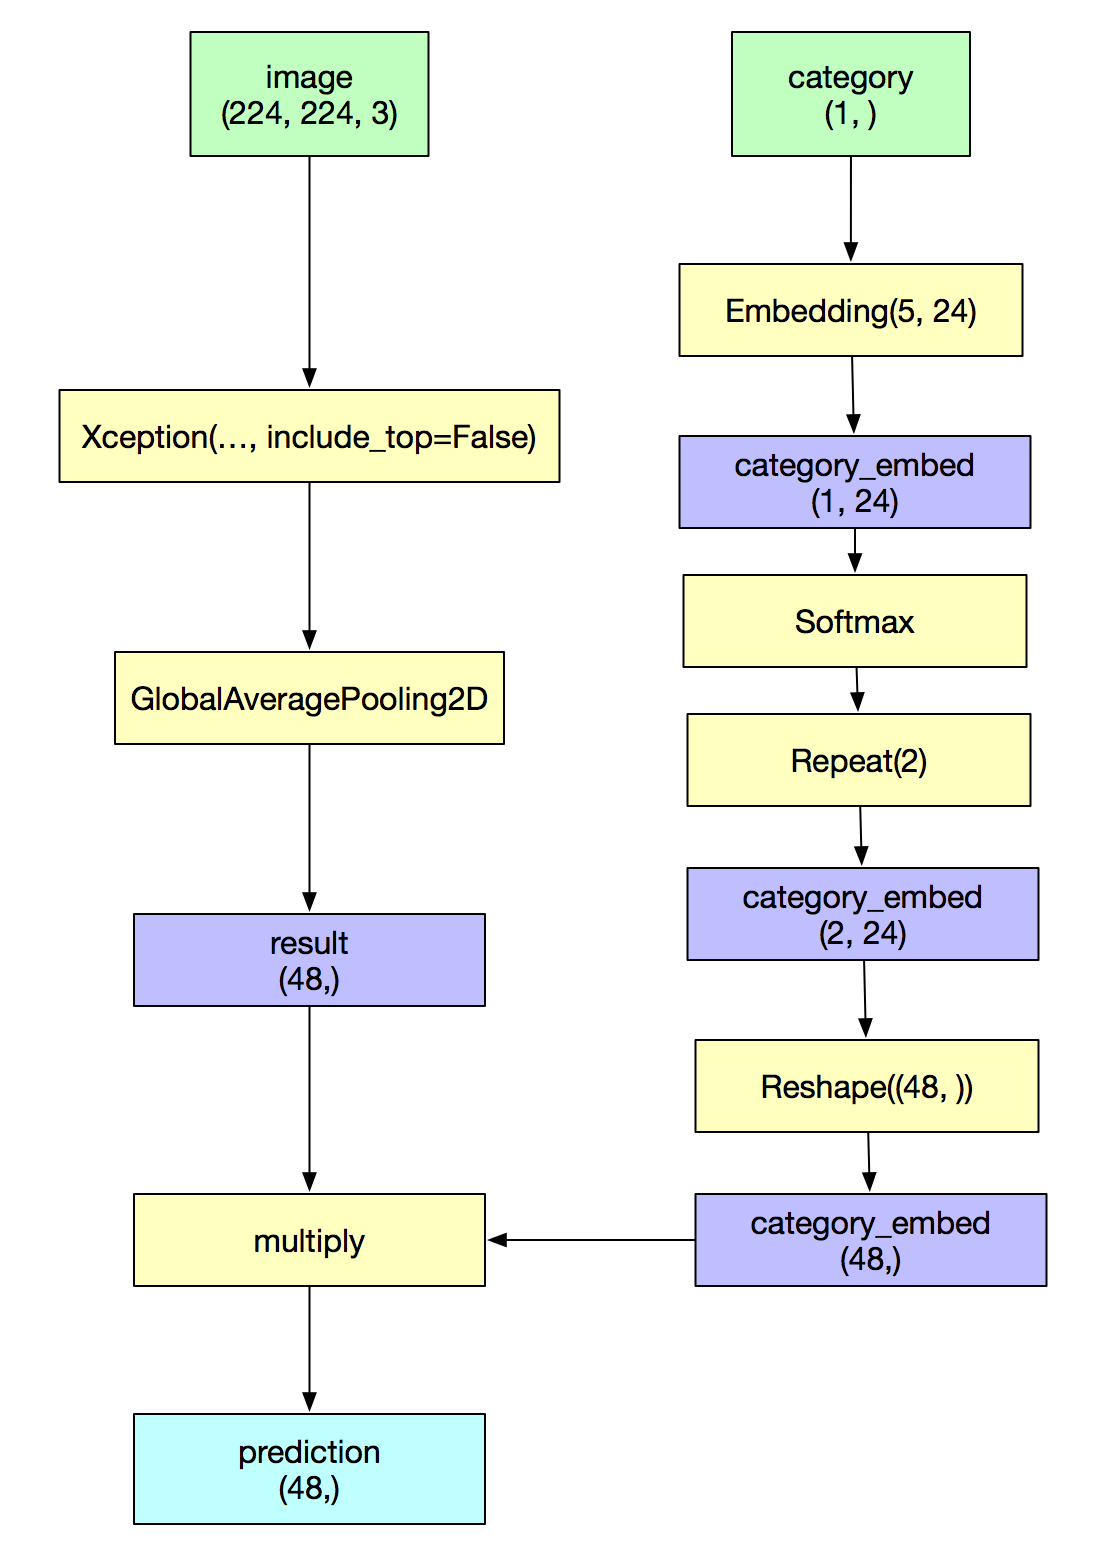 image
(224, 224, 3)
category
(1, )
Embedding(5, 24)
Xception(..., include_top=False)
category_embed
(1, 24)
Softmax
GlobalAveragePooling2D
Repeat(2)
category_embed
(2, 24)
result
(48,)
Reshape((48, ))
multiply
category_embed
(48,)
prediction
(48,)